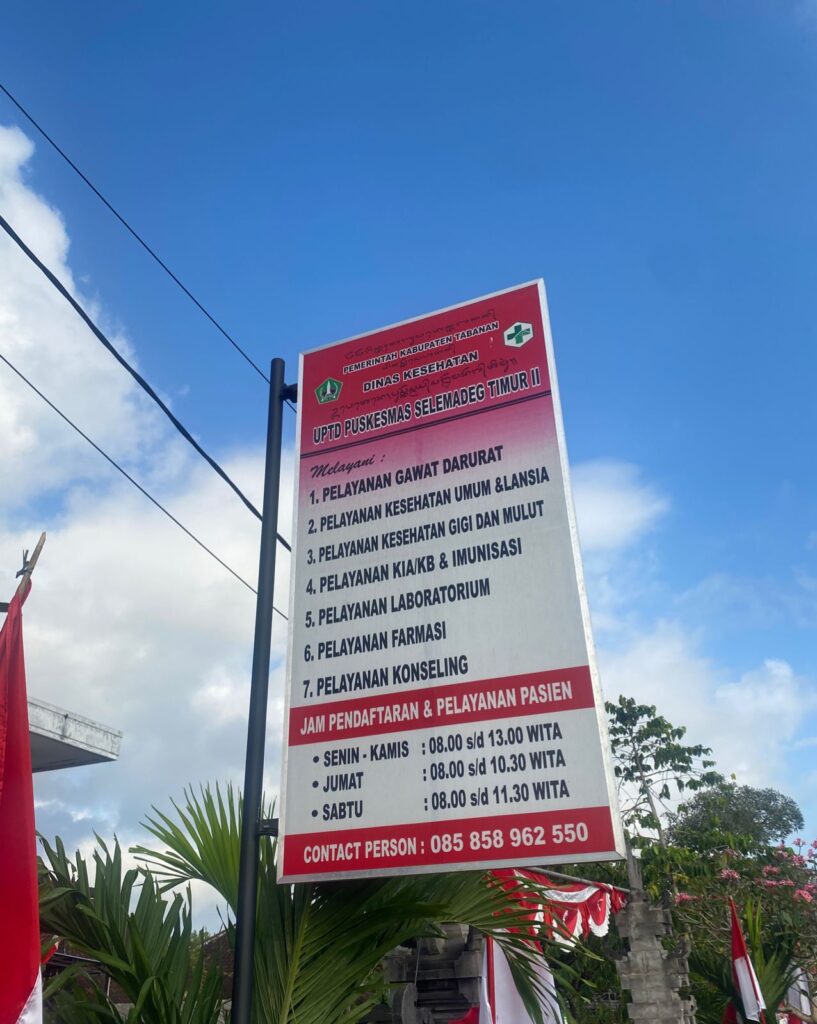 PEMERINTAH KABUPATEN TABANAN
DINAS KESEHATAN
UPTD PUSKESMAS SELEMADEG TIMUR II
Melayani :
1. PELAYANAN GAWAT DARURAT
2. PELAYANAN KESEHATAN UMUM &LANSIA
3. PELAYANAN KESEHATAN GIGI DAN MULUT
4. PELAYANAN KIA/KB & IMUNISASI
5. PELAYANAN LABORATORIUM
6. PELAYANAN FARMASI
7. PELAYANAN KONSELING
JAM PENDAFTARAN & PELAYANAN PASIEN
• SENIN - KAMIS : 08.00 s/d 13.00 WITA
• JUMAT : 08.00 s/d 10.30 WITA
• SABTU : 08.00 s/d 11.30 WITA
CONTACT PERSON : 085 858 962 550